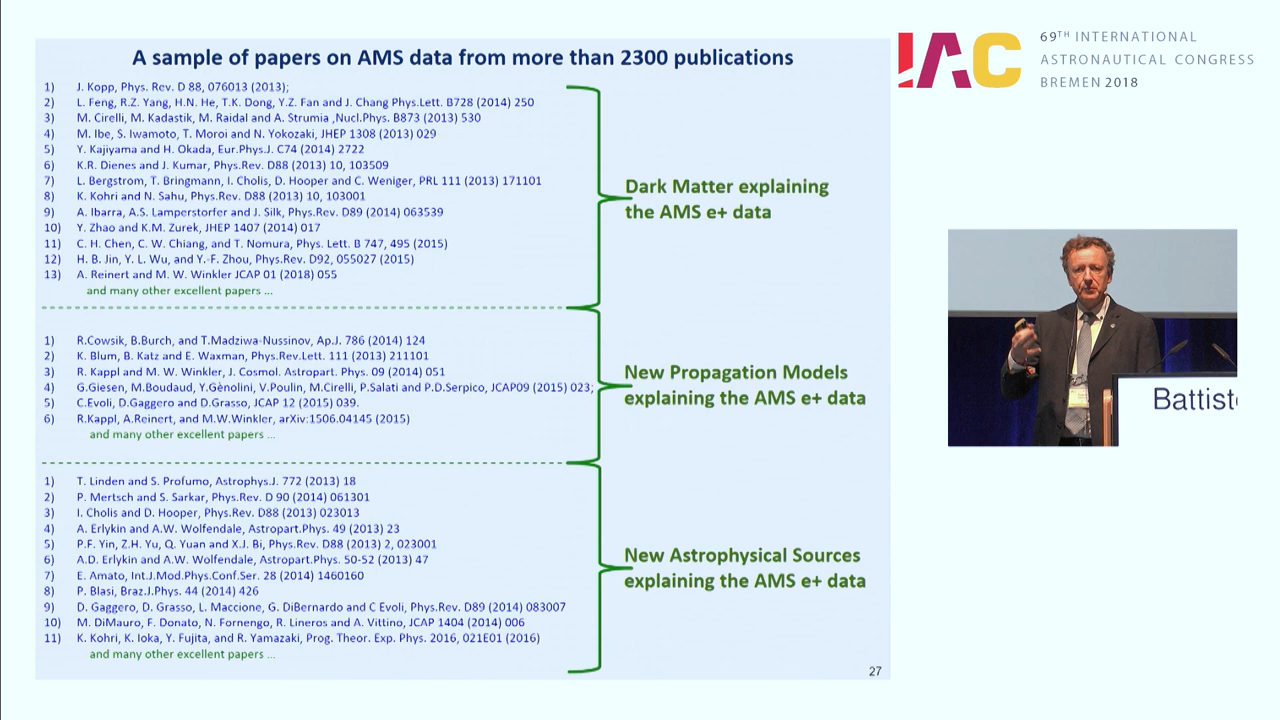 A sample of papers on AMS data from more than 2300 publications
1) J. Kopp, Phys. Rev. D 88, 076013 (2013);
2) L. Feng, R.Z. Yang, H.N. He, T.K. Dong, Y.Z. Fan and J. Chang Phys.Lett. B728 (2014) 250
3) M. Cirelli, M. Kadastik, M. Raidal and A. Strumia ,Nucl.Phys. B873 (2013) 530
4) M. Ibe, S. Iwamoto, T. Moroi and N. Yokozaki, JHEP 1308 (2013) 029
5) Y. Kajiyama and H. Okada, Eur.Phys.J. C74 (2014) 2722
6) K.R. Dienes and J. Kumar, Phys.Rev. D88 (2013) 10, 103509
7) L. Bergstrom, T. Bringmann, I. Cholis, D. Hooper and C. Weniger, PRL 111 (2013) 171101
8) K. Kohri and N. Sahu, Phys.Rev. D88 (2013) 10, 103001
9) A. Ibarra, A.S. Lamperstorfer and J. Silk, Phys.Rev. D89 (2014) 063539
10) Y. Zhao and K.M. Zurek, JHEP 1407 (2014) 017
11) C. H. Chen, C. W. Chiang, and T. Nomura, Phys. Lett. B 747, 495 (2015)
12) H. B. Jin, Y. L. Wu, and Y.-F. Zhou, Phys.Rev. D92, 055027 (2015)
13) A. Reinert and M. W. Winkler JCAP 01 (2018) 055
and many other excellent papers ...
Dark Matter explaining
the AMS e+ data
1) R.Cowsik, B.Burch, and T.Madziwa-Nussinov, Ap.J. 786 (2014) 124
2) K. Blum, B. Katz and E. Waxman, Phys.Rev.Lett. 111 (2013) 211101
3) R. Kappl and M. W. Winkler, J. Cosmol. Astropart. Phys. 09 (2014) 051
4) G.Giesen, M.Boudaud, Y.Gènolini, V.Poulin, M.Cirelli, P.Salati and P.D.Serpico, JCAP09 (2015) 023;
5) C.Evoli, D.Gaggero and D.Grasso, JCAP 12 (2015) 039.
6) R.Kappl, A.Reinert, and M.W.Winkler, arXiv:1506.04145 (2015)
and many other excellent papers ...
New Propagation Models
explaining the AMS e+ data
1) T. Linden and S. Profumo, Astrophys.J. 772 (2013) 18
2) P. Mertsch and S. Sarkar, Phys.Rev. D 90 (2014) 061301
3) I. Cholis and D. Hooper, Phys.Rev. D88 (2013) 023013
4) A. Erlykin and A.W. Wolfendale, Astropart.Phys. 49 (2013) 23
5) P.F. Yin, Z.H. Yu, Q. Yuan and X.J. Bi, Phys.Rev. D88 (2013) 2, 023001
6) A.D. Erlykin and A.W. Wolfendale, Astropart.Phys. 50-52 (2013) 47
7) E. Amato, Int.J.Mod.Phys.Conf.Ser. 28 (2014) 1460160
8) P. Blasi, Braz.J.Phys. 44 (2014) 426
9) D. Gaggero, D. Grasso, L. Maccione, G. DiBernardo and C Evoli, Phys.Rev. D89 (2014) 083007
10) M. DiMauro, F. Donato, N. Fornengo, R. Lineros and A. Vittino, JCAP 1404 (2014) 006
11) K. Kohri, K. Ioka, Y. Fujita, and R. Yamazaki, Prog. Theor. Exp. Phys. 2016, 021E01 (2016)
and many other excellent papers ...
New Astrophysical Sources
explaining the AMS e+ data
27
IAC
69TH INTERNATIONAL
ASTRONAUTICAL CONGRESS
BREMEN 2018
Battist